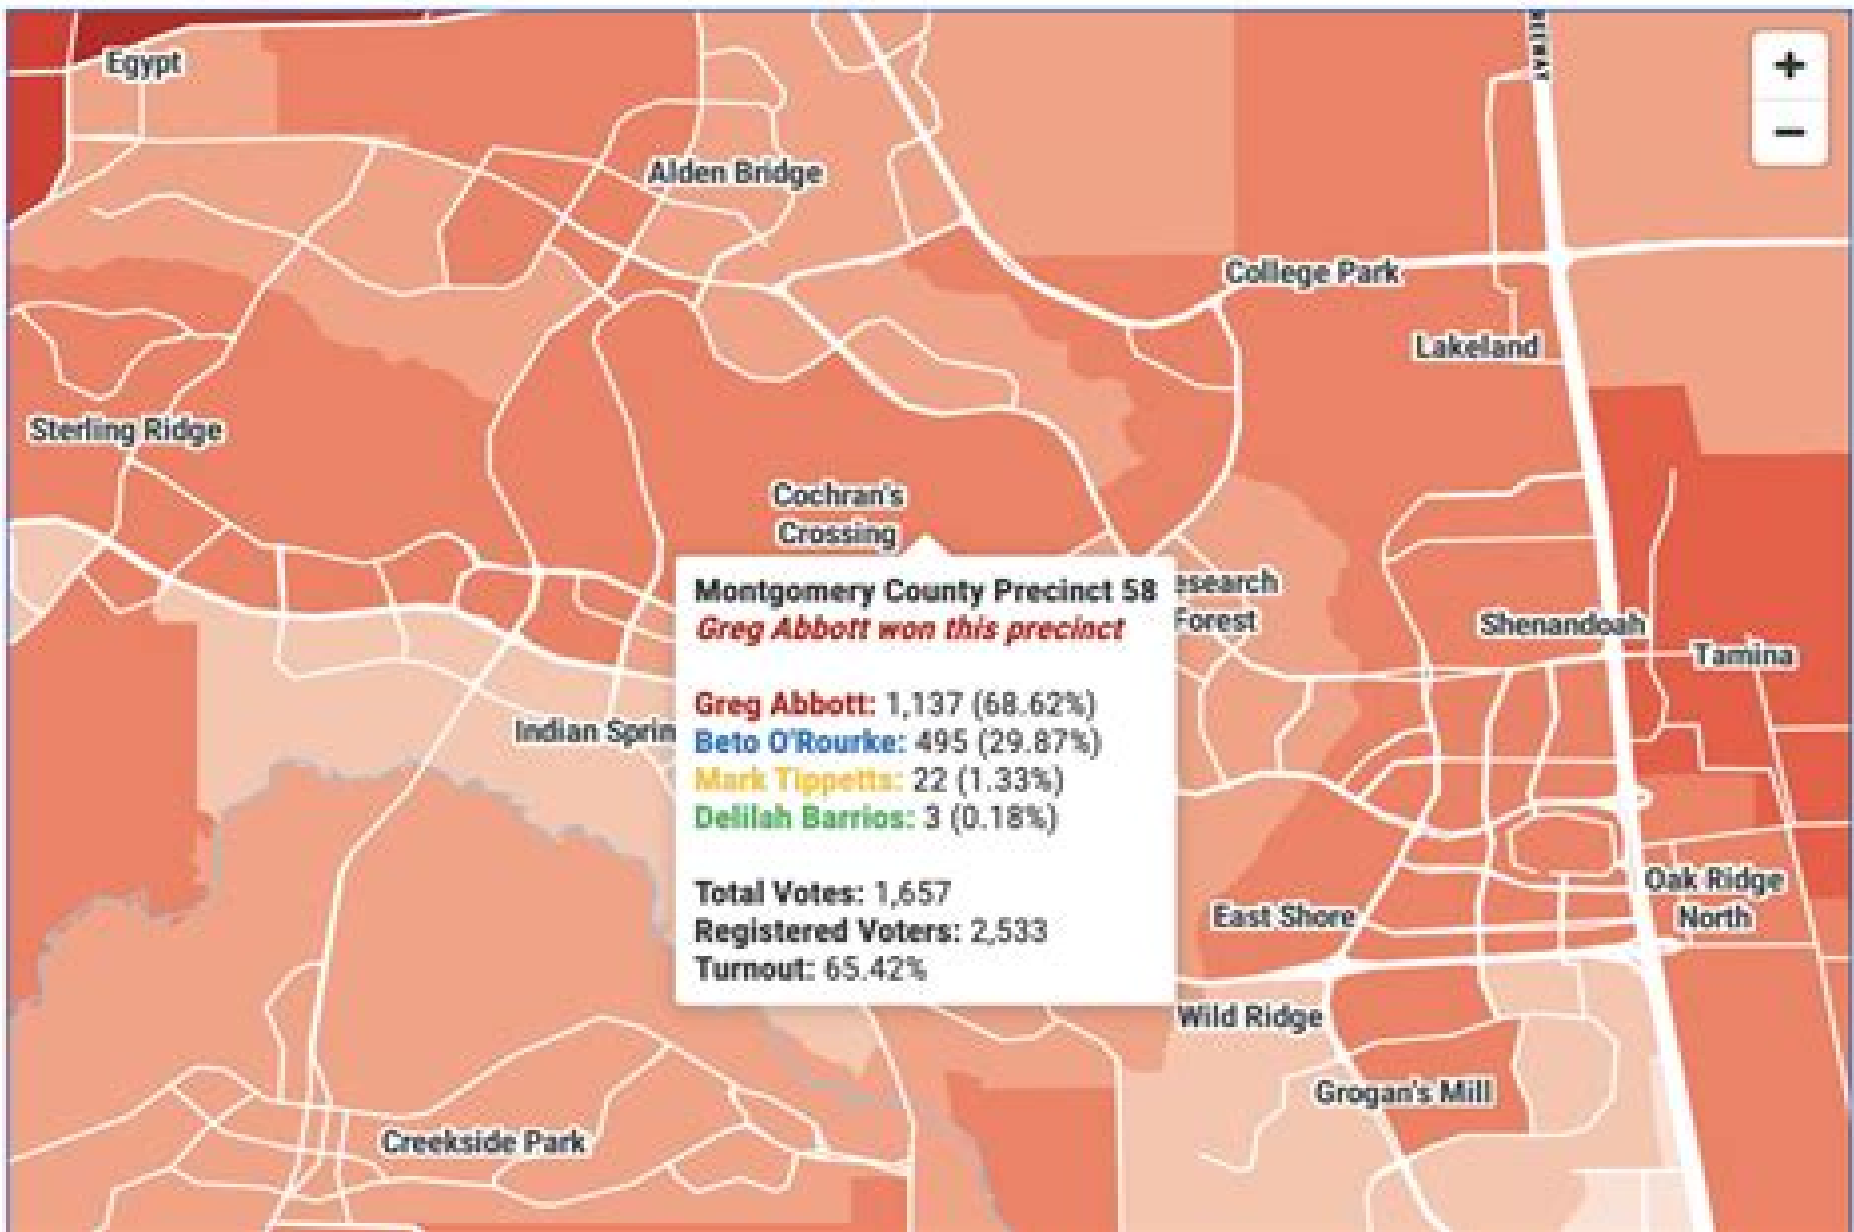 Egypt
+
−
Alden Bridge
College Park
Lakeland
Sterling Ridge
Cochran's
Crossing
Montgomery County Precinct 58
Greg Abbott won this precinct
Greg Abbott: 1,137 (68.62%)
Beto O'Rourke: 495 (29.87%)
Mark Tippetts: 22 (1.33%)
Delilah Barrios: 3 (0.18%)
Total Votes: 1,657
Registered Voters: 2,533
Turnout: 65.42%
esearch
Forest
Shenandoah
Tamina
Indian Sprin
Oak Ridge
North
East Shore
Wild Ridge
Grogan's Mill
Creekside Park